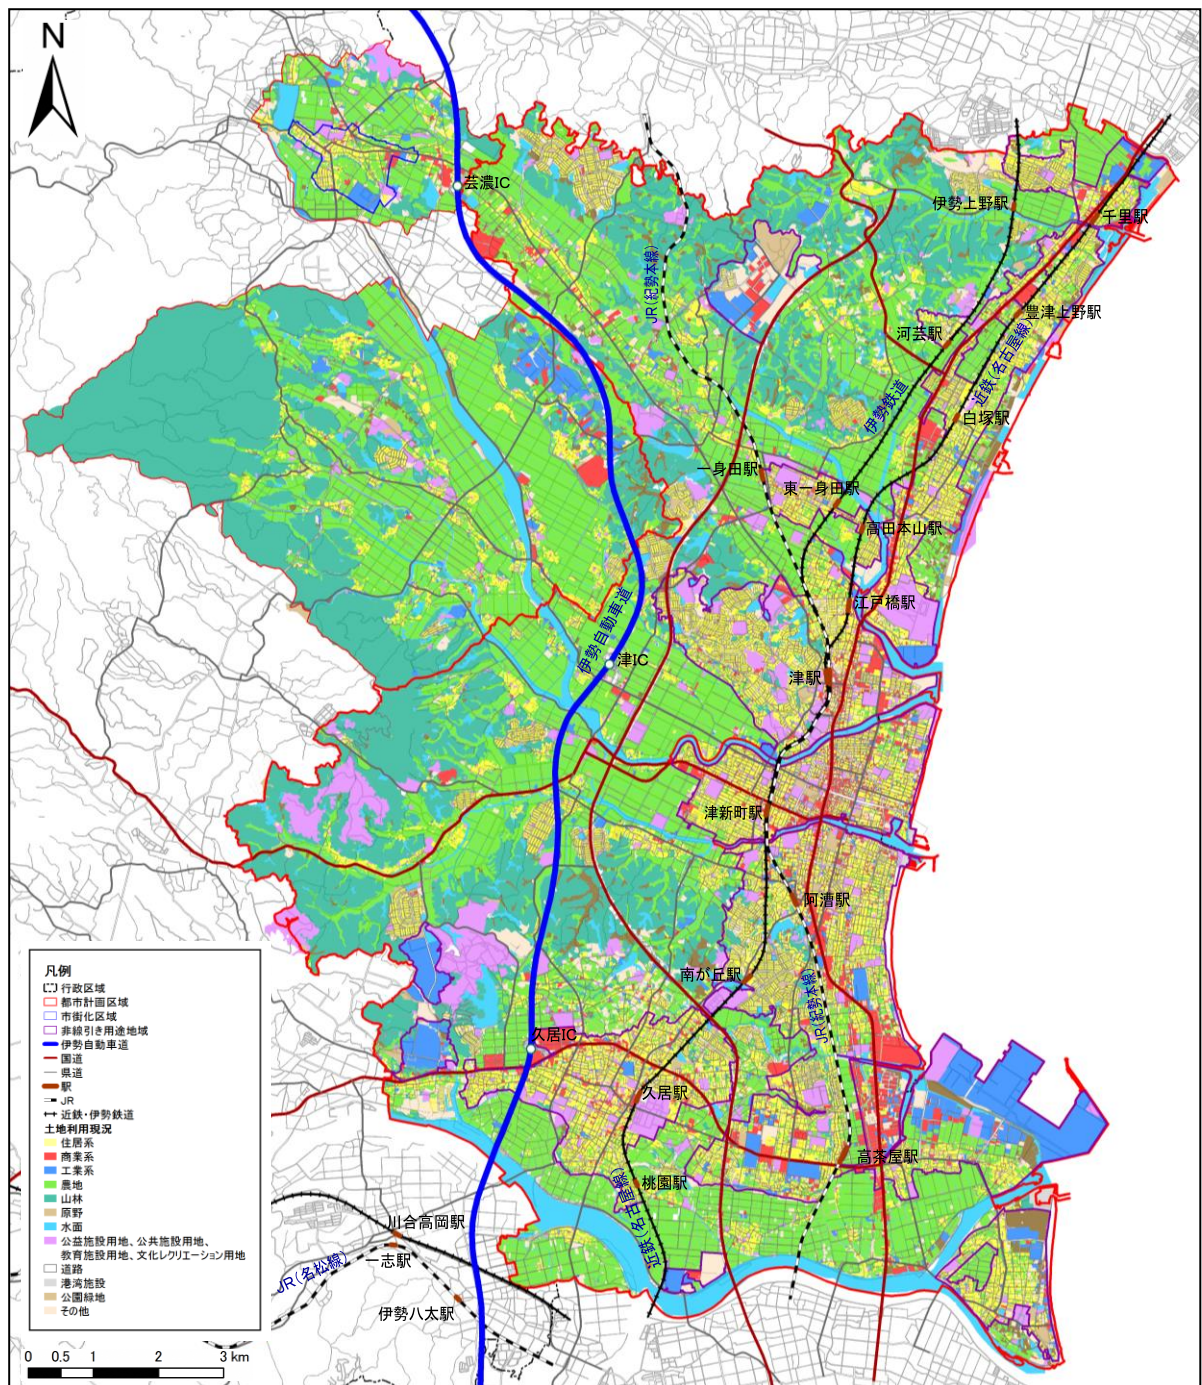 N
芸濃IC
伊勢上野駅
千里駅
JR(紀勢本線)
豊津上野駅
河芸駅
近鉄(名古屋線)
伊勢鉄道
白塚駅
一身田駅
東一身田駅
高田本山駅
江戸橋駅
伊勢自動車道
津IC
津駅
津新町駅
阿漕駅
南が丘駅
JR(紀勢本線)
久居IC
久居駅
高茶屋駅
桃園駅
近鉄(名古屋線)
川合高岡駅
一志駅
JR(名松線)
伊勢八太駅
凡例
行政区域
都市計画区域
市街化区域
非線引き用途地域
伊勢自動車道
国道
県道
駅
JR
近鉄・伊勢鉄道
土地利用現況
住居系
商業系
工業系
農地
山林
原野
水面
公益施設用地、公共施設用地、
教育施設用地、文化レクリエーション用地
道路
港湾施設
公園緑地
その他
0 0.5 1 2 3 km